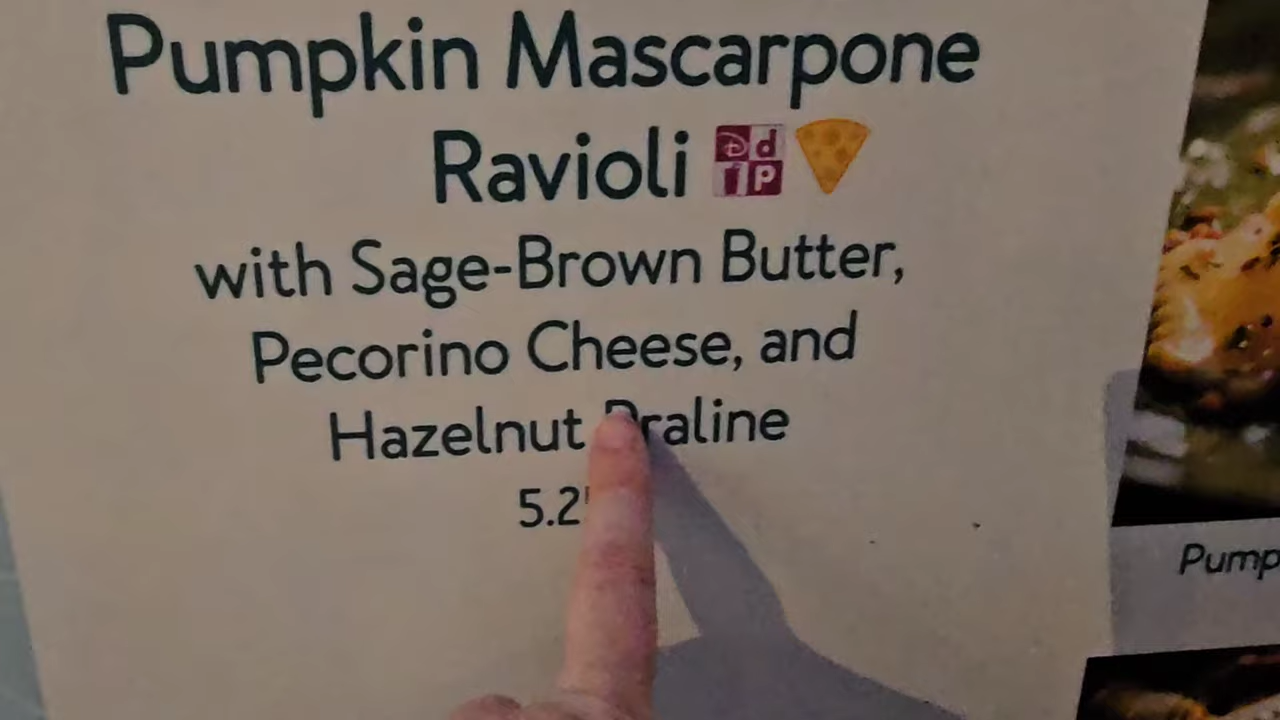 Pumpkin Mascarpone
Ravioli
with Sage-Brown Butter,
Pecorino Cheese, and
Hazelnut Praline
5.2
Pump